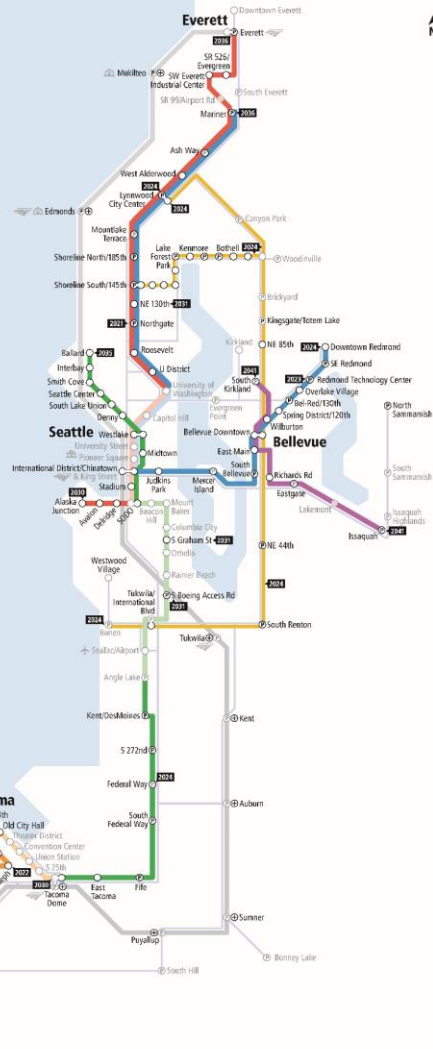 Downtown Everett
Everett
Everett
2036
SR 526/
Evergreen
Mukilteo
SW Everett
Industrial Center
South Everett
SR 99/Airport Rd
Mariner
2036
Ash Way
West Alderwood
2024
Lynnwood
City Center
2024
Edmonds
Canyon Park
Mountlake
Terrace
Lake
Forest
Park
Kenmore
Bothell
2024
Shoreline North/185th
Woodinville
Shoreline South/145th
Brickyard
NE 130th
2031
2021
Northgate
Kingsgate/Totem Lake
NE 85th
Kirkland
Ballard
2035
Roosevelt
2024
Downtown Redmond
Interbay
U District
SE Redmond
Smith Cove
2041
South
Kirkland
2023
Redmond Technology Center
Seattle Center
University of
Washington
Overlake Village
South Lake Union
Evergreen
Point
Bel-Red/130th
North
Sammamish
Denny
Capitol Hill
Spring District/120th
Wilburton
Seattle
Westlake
Bellevue Downtown
Bellevue
University Street
Pioneer Square
Midtown
East Main
International District/Chinatown
& King Street
South
Bellevue
Stadium
Judkins
Park
Mercer
Island
Richards Rd
South
Sammamish
Eastgate
2030
Alaska
Junction
Avalon
Delridge
SODO
Beacon
Hill
Mount
Baker
Lakemont
Issaquah
Highlands
Columbia City
Issaquah
2041
S Graham St
2031
NE 44th
Othello
Westwood
Village
Rainier Beach
2024
Tukwila/
International
Blvd
S Boeing Access Rd
2031
2024
Burien
South Renton
Tukwila
SeaTac/Airport
Angle Lake
Kent/DesMoines
Kent
S 272nd
2024
Federal Way
Auburn
South
Federal Way
ma
Old City Hall
Theater District
Convention Center
Union Station
S 25th
2022
2030
Tacoma
Dome
East
Tacoma
Fife
Sumner
Puyallup
Bonney Lake
South Hill